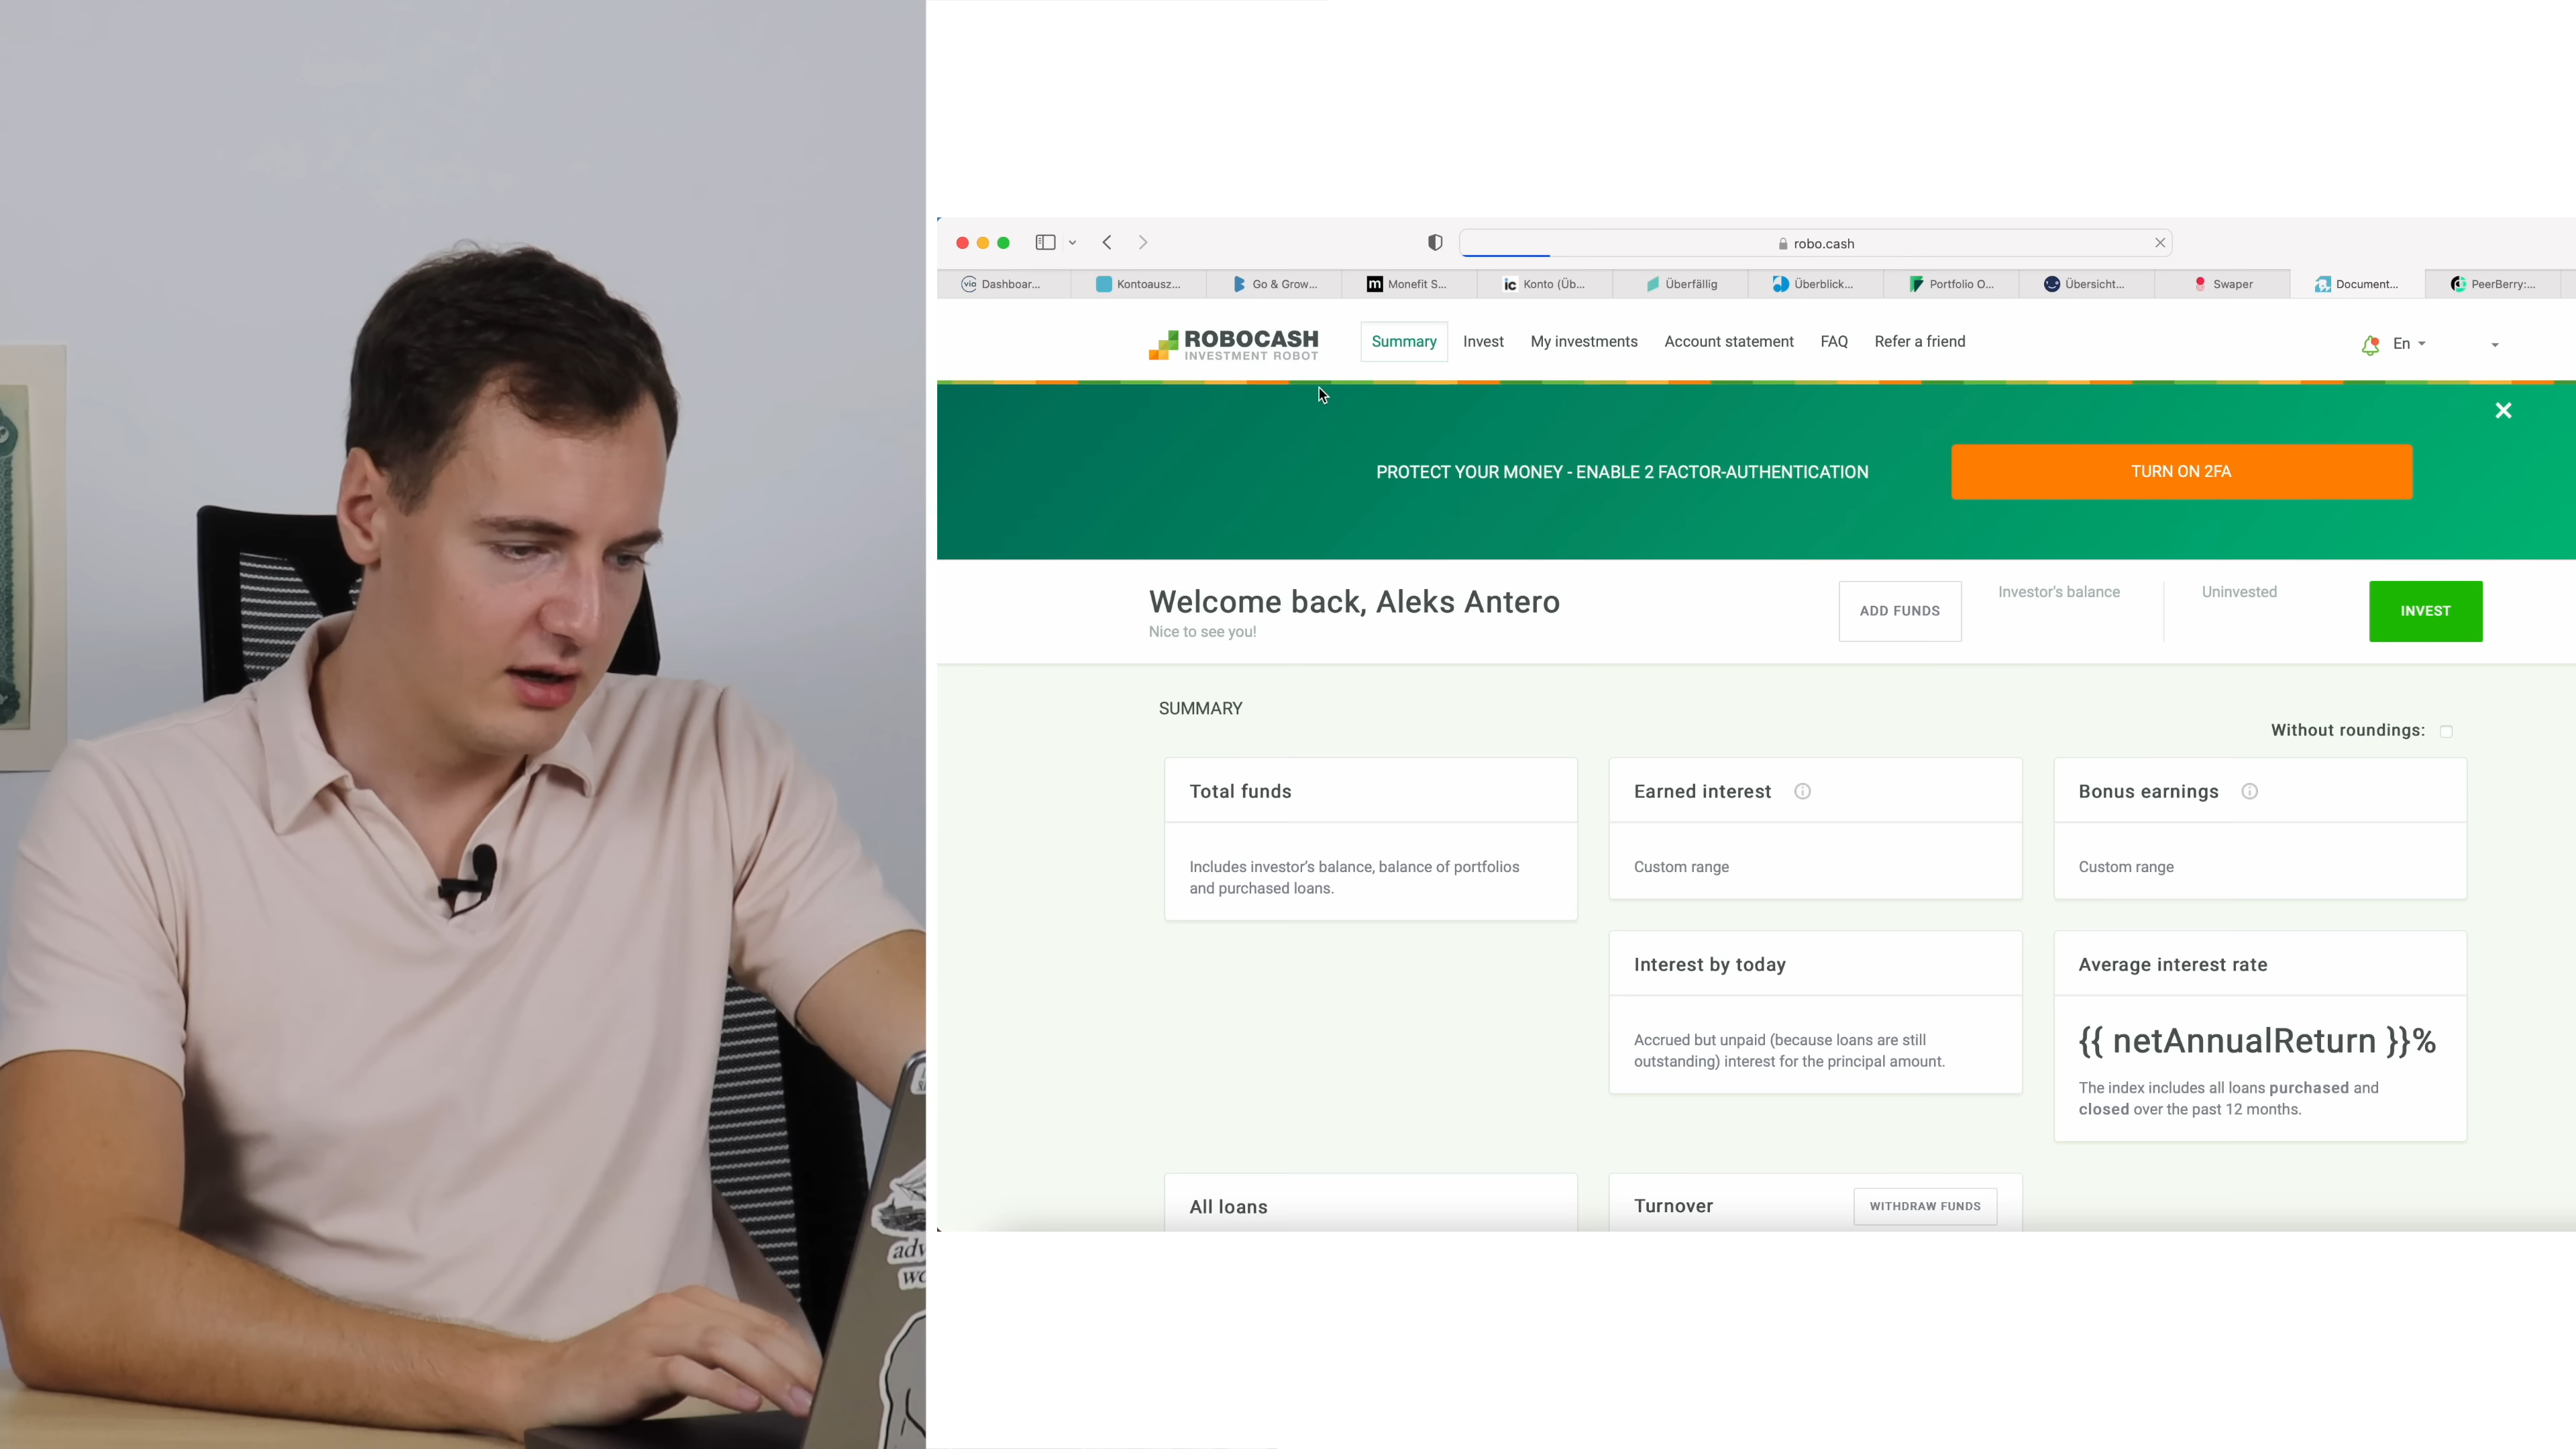 robo.cash
Dashboar...
Kontoausz...
Go & Grow...
Monefit S...
Konto (Üb...
Überfällig
Überblick...
Portfolio O...
Übersicht...
Swaper
Document...
PeerBerry:...
ROBOCASH
INVESTMENT ROBOT
Summary
Invest
My investments
Account statement
FAQ
Refer a friend
En
PROTECT YOUR MONEY - ENABLE 2 FACTOR-AUTHENTICATION
TURN ON 2FA
Welcome back, Aleks Antero
Nice to see you!
ADD FUNDS
Investor's balance
Uninvested
INVEST
SUMMARY
Without roundings:
Total funds
Includes investor's balance, balance of portfolios
and purchased loans.
Earned interest
Custom range
Bonus earnings
Custom range
Interest by today
Accrued but unpaid (because loans are still
outstanding) interest for the principal amount.
Average interest rate
{{ netAnnualReturn }}%
The index includes all loans purchased and
closed over the past 12 months.
All loans
Turnover
WITHDRAW FUNDS